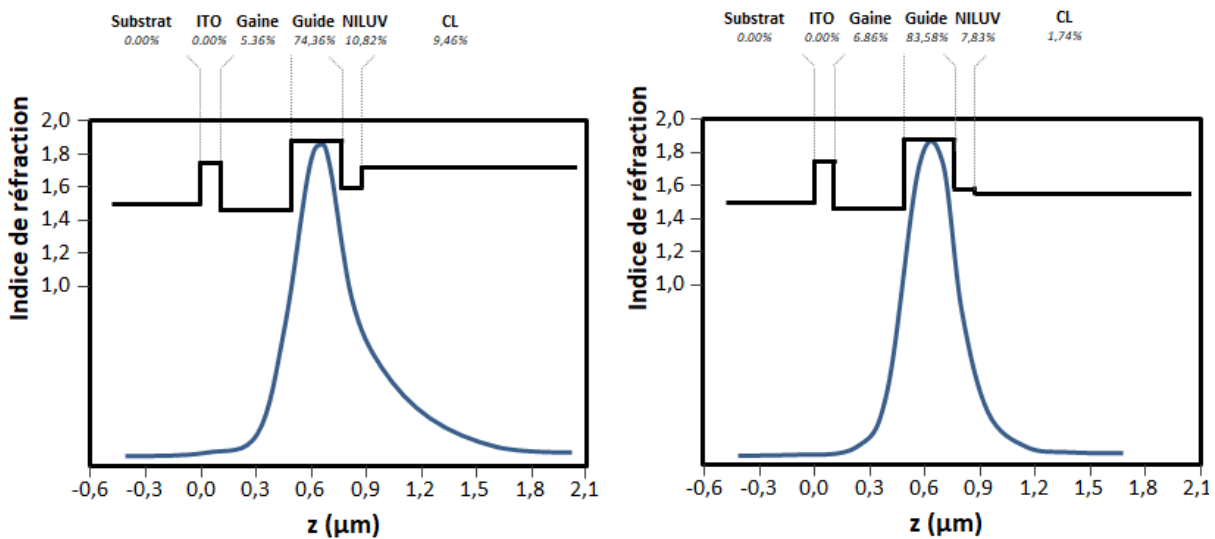 Substrat ITO Gaine Guide NILUV CL
0.00% 0.00% 5.36% 74,36% 10,82% 9,46%
Indice de réfraction
2,0
1,8
1,6
1,4
1,2
1,0
-0,6 -0,3 0,0 0,3 0,6 0,9 1,2 1,5 1,8 2,1
z (µm)
Substrat ITO Gaine Guide NILUV CL
0.00% 0.00% 6.86% 83,58% 7,83% 1,74%
Indice de réfraction
2,0
1,8
1,6
1,4
1,2
1,0
-0,6 -0,3 0,0 0,3 0,6 0,9 1,2 1,5 1,8 2,1
z (µm)